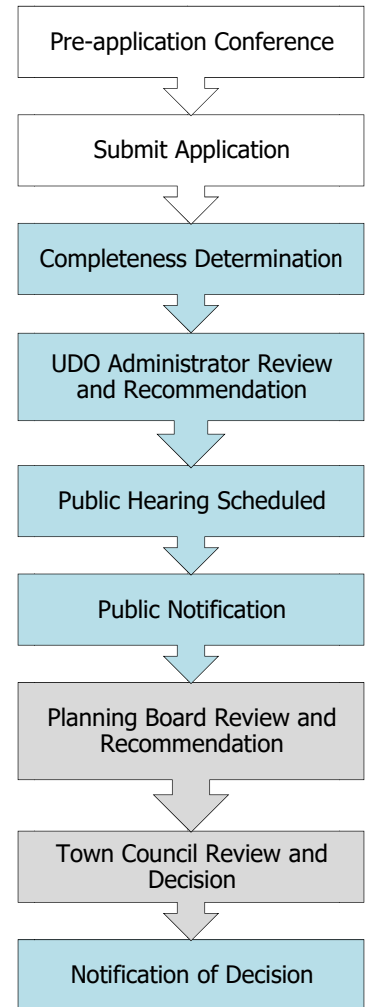 Pre-application Conference
Submit Application
Completeness Determination
UDO Administrator Review
and Recommendation
Public Hearing Scheduled
Public Notification
Planning Board Review and
Recommendation
Town Council Review and
Decision
Notification of Decision